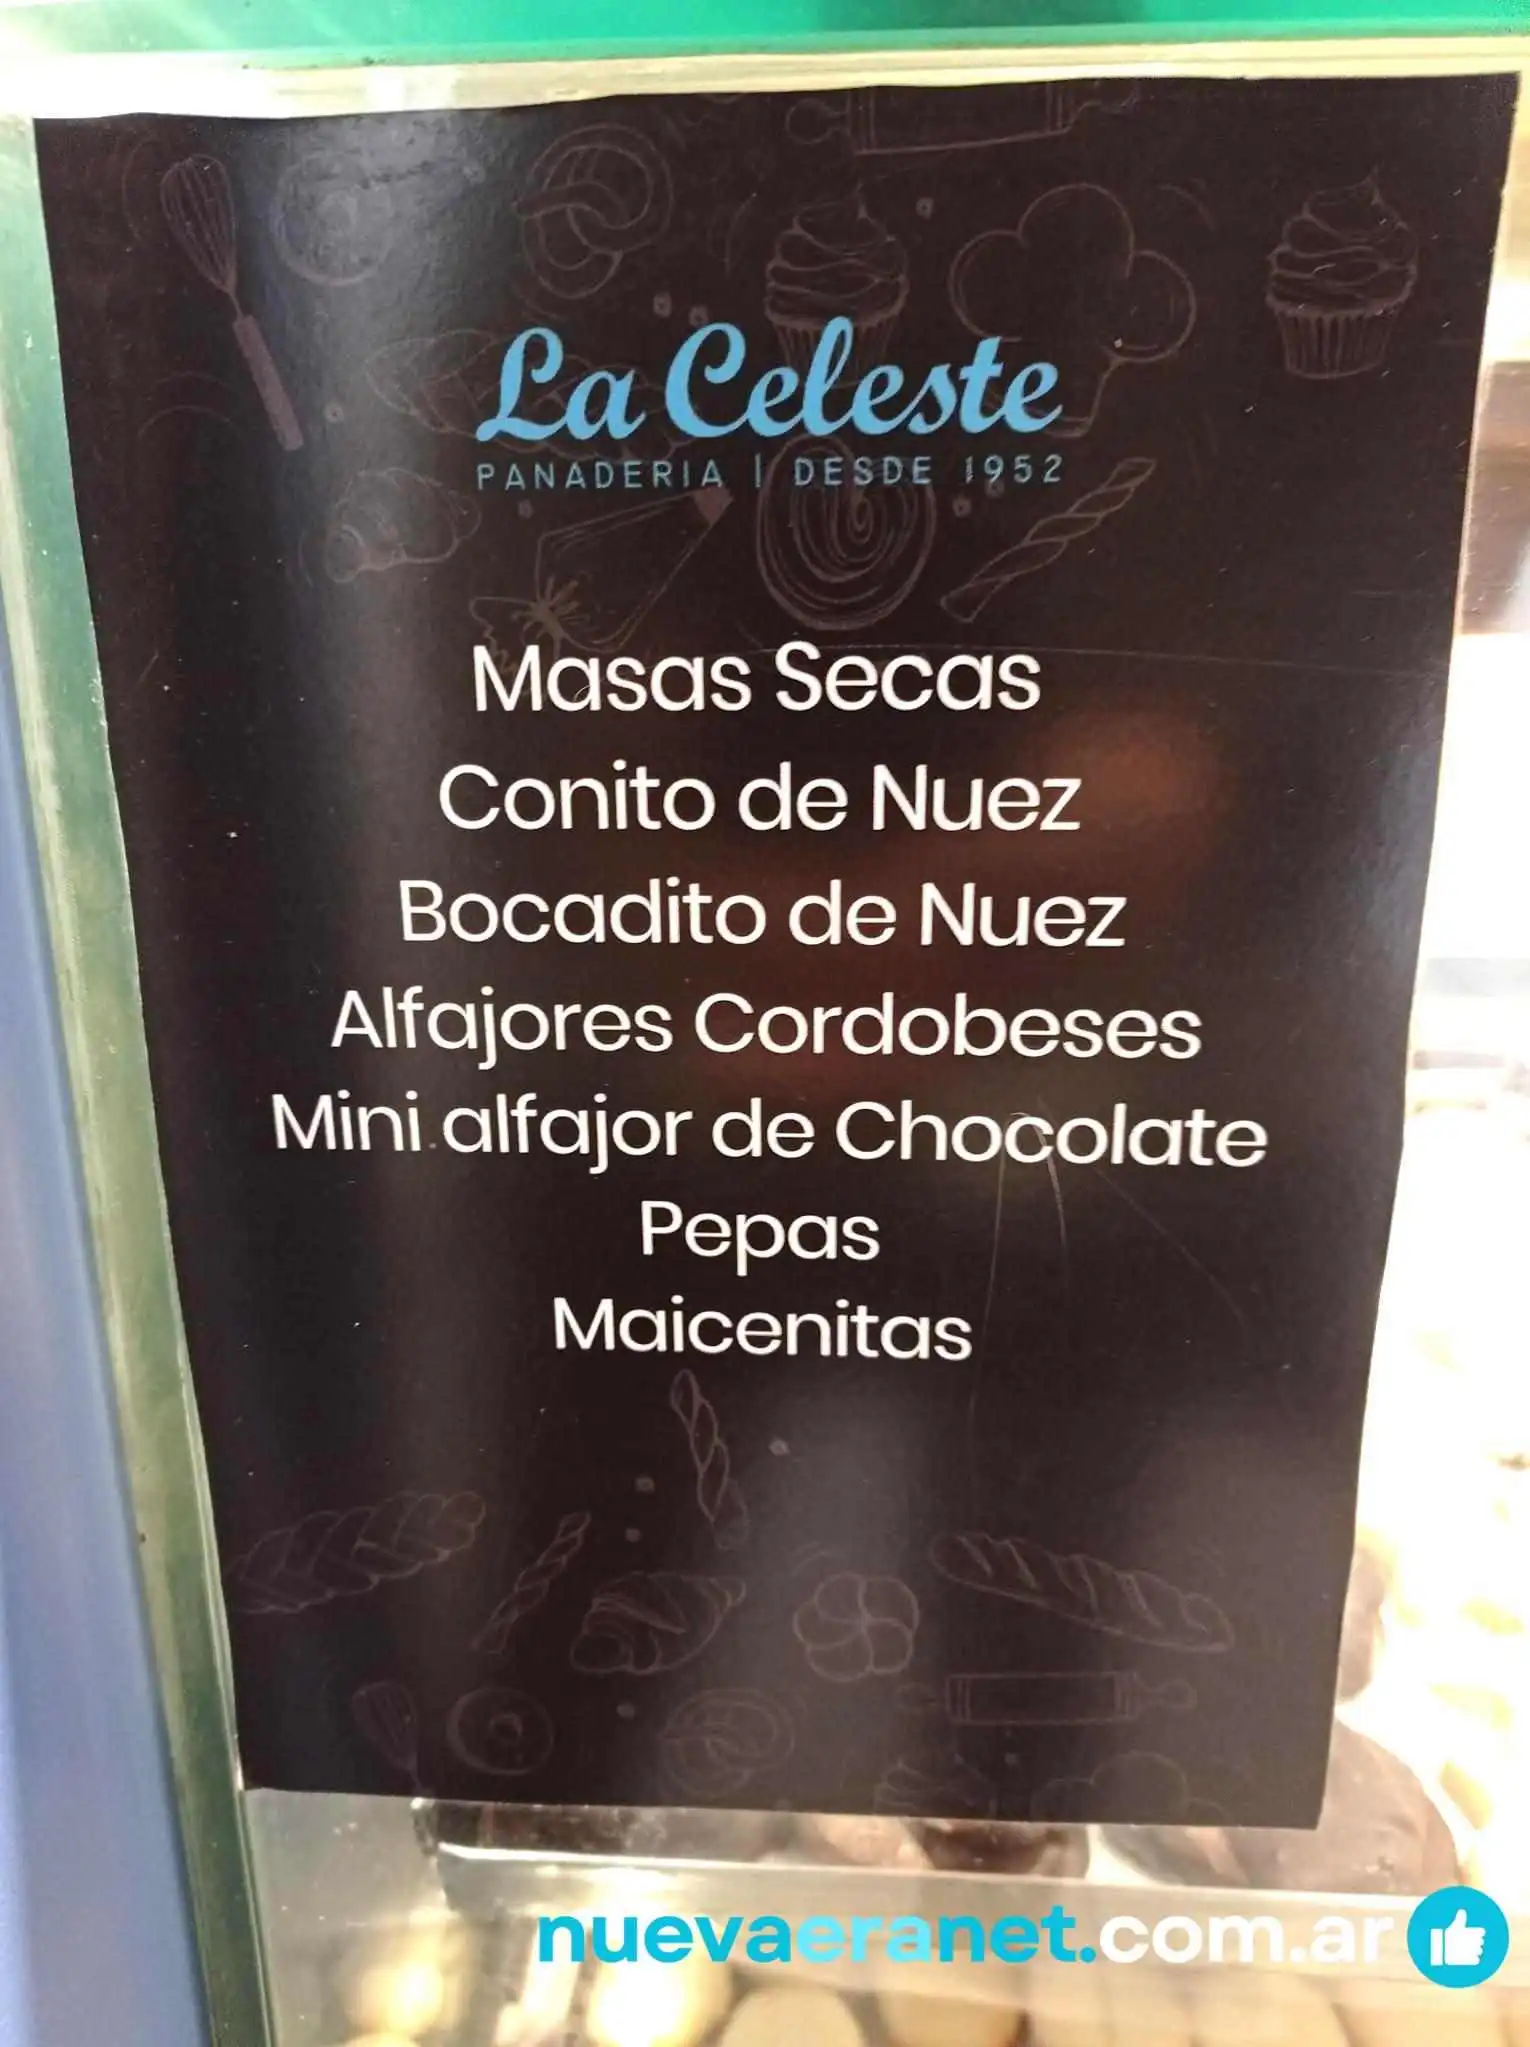 La Celeste
PANADERIA | DESDE 1952
Masas Secas
Conito de Nuez
Bocadito de Nuez
Alfajores Cordobeses
Mini alfajor de Chocolate
Pepas
Maicenitas
nuevaeranet.com.ar